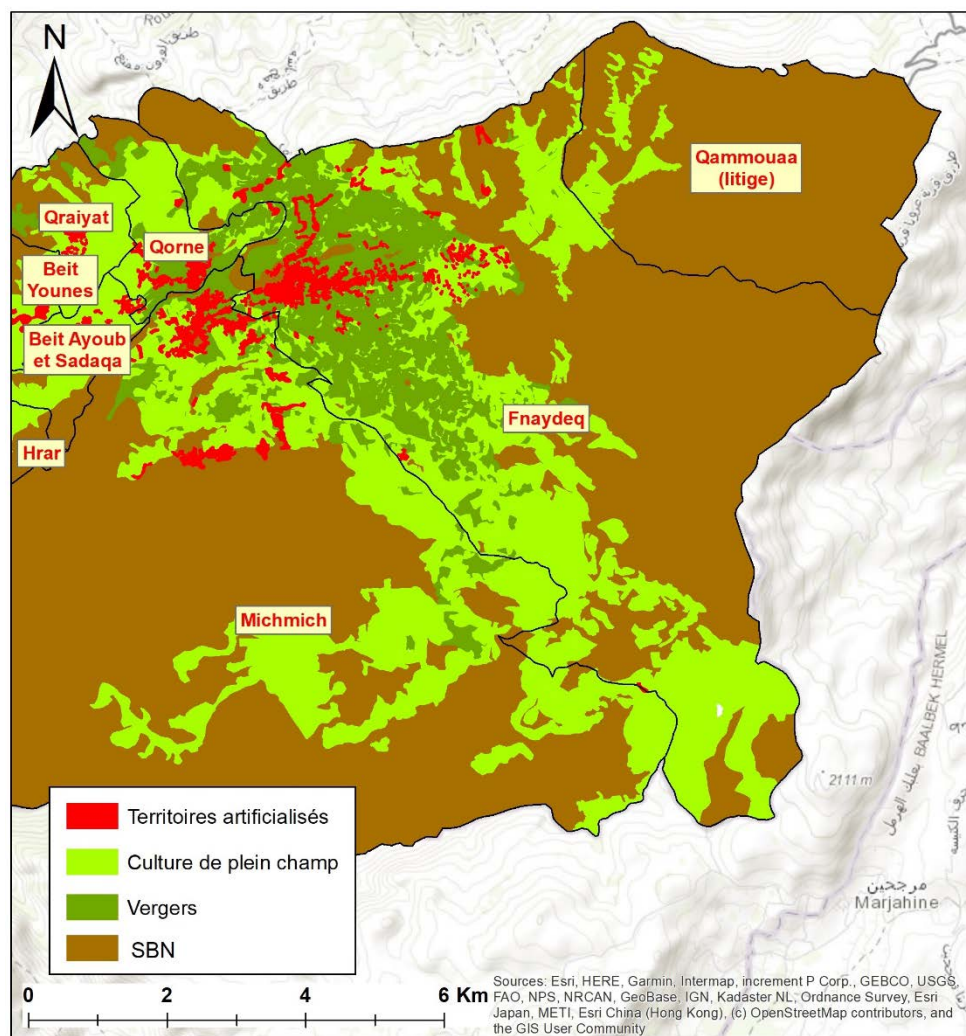 N
Qammouaa
(litige)
Qraiyat
Qorne
Beit
Younes
Beit Ayoub
et Sadaqa
Fnaydeq
Hrar
Michmich
BAALBEK HERMEL
بعلبك الهرمل
2111 m
مرجحين
Marjahine
Territoires artificialisés
Culture de plein champ
Vergers
SBN
0 2 4 6 Km
Sources: Esri, HERE, Garmin, Intermap, increment P Corp., GEBCO, USGS,
FAO, NPS, NRCAN, GeoBase, IGN, Kadaster NL, Ordnance Survey, Esri
Japan, METI, Esri China (Hong Kong), (c) OpenStreetMap contributors, and
the GIS User Community